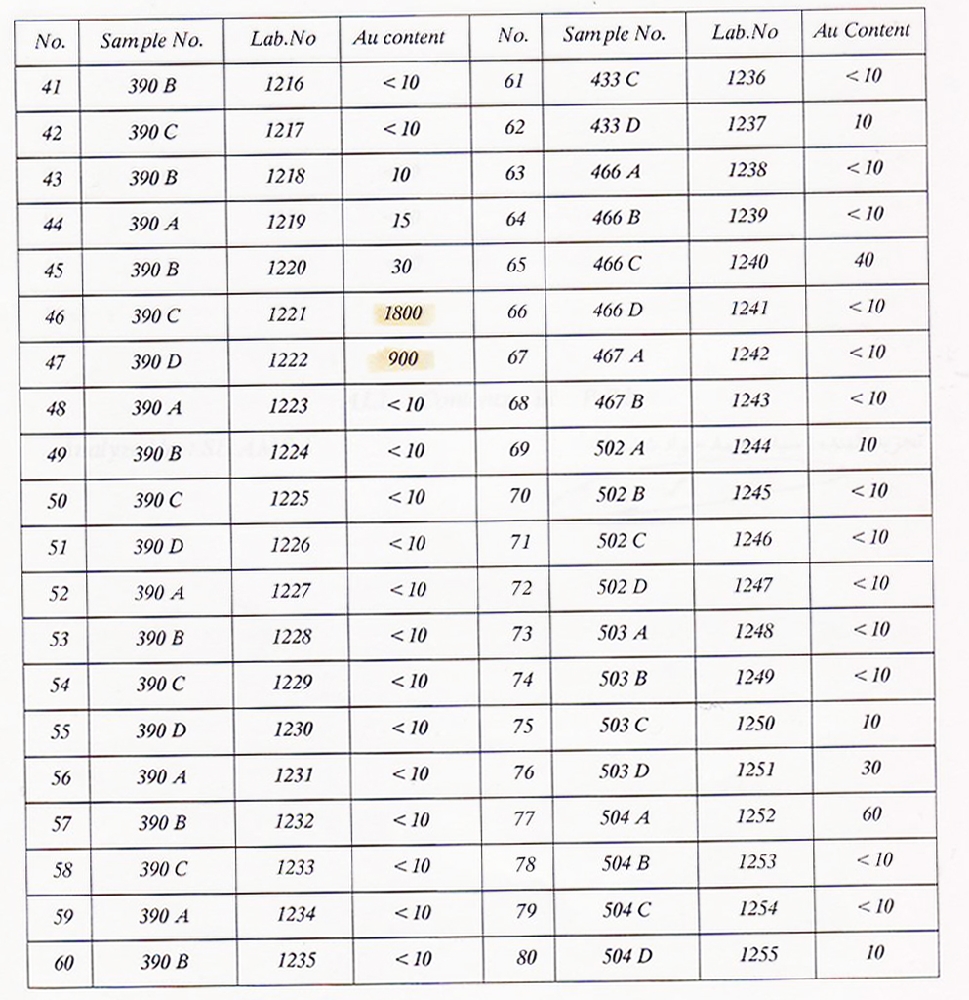 No. Sample No. Lab.No Au content No. Sample No. Lab.No Au Content
41 390 B 1216 < 10 61 433 C 1236 < 10
42 390 C 1217 < 10 62 433 D 1237 10
43 390 B 1218 10 63 466 A 1238 < 10
44 390 A 1219 15 64 466 B 1239 < 10
45 390 B 1220 30 65 466 C 1240 40
46 390 C 1221 1800 66 466 D 1241 < 10
47 390 D 1222 900 67 467 A 1242 < 10
48 390 A 1223 < 10 68 467 B 1243 < 10
49 390 B 1224 < 10 69 502 A 1244 10
50 390 C 1225 < 10 70 502 B 1245 < 10
51 390 D 1226 < 10 71 502 C 1246 < 10
52 390 A 1227 < 10 72 502 D 1247 < 10
53 390 B 1228 < 10 73 503 A 1248 < 10
54 390 C 1229 < 10 74 503 B 1249 < 10
55 390 D 1230 < 10 75 503 C 1250 10
56 390 A 1231 < 10 76 503 D 1251 30
57 390 B 1232 < 10 77 504 A 1252 60
58 390 C 1233 < 10 78 504 B 1253 < 10
59 390 A 1234 < 10 79 504 C 1254 < 10
60 390 B 1235 < 10 80 504 D 1255 10